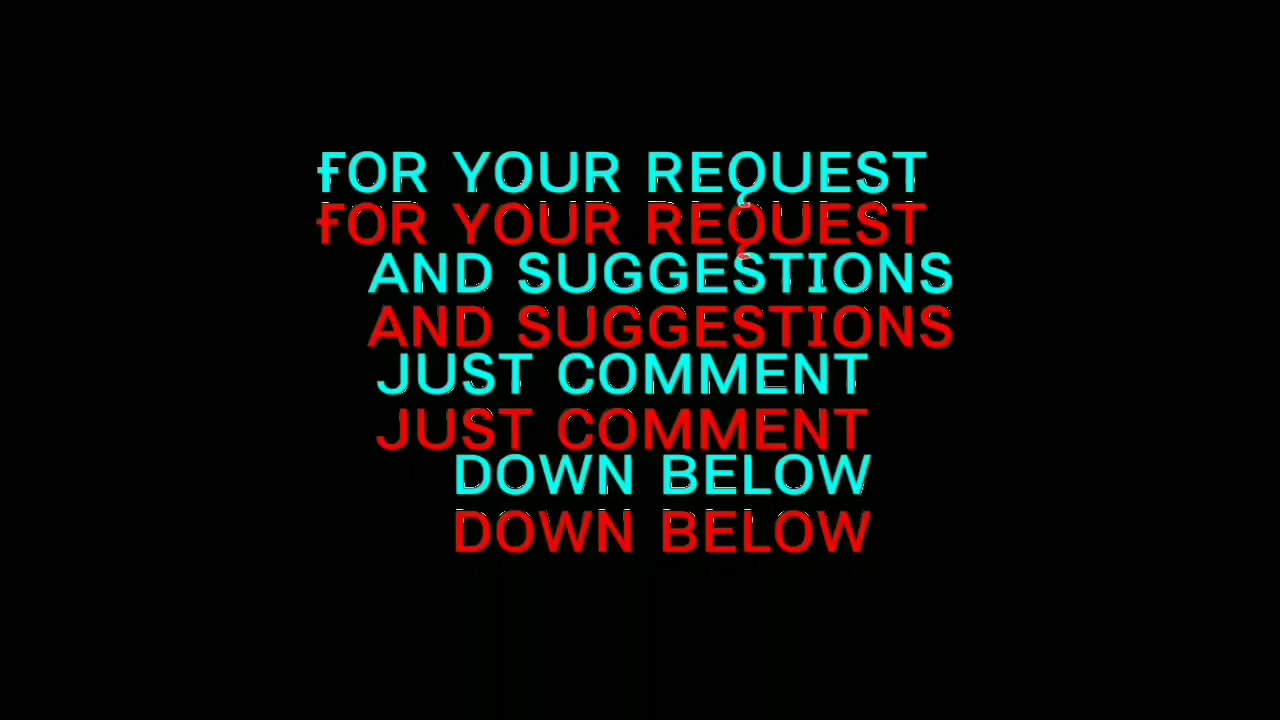 FOR YOUR REQUEST
FOR YOUR REQUEST
AND SUGGESTIONS
AND SUGGESTIONS
JUST COMMENT
JUST COMMENT
DOWN BELOW
DOWN BELOW